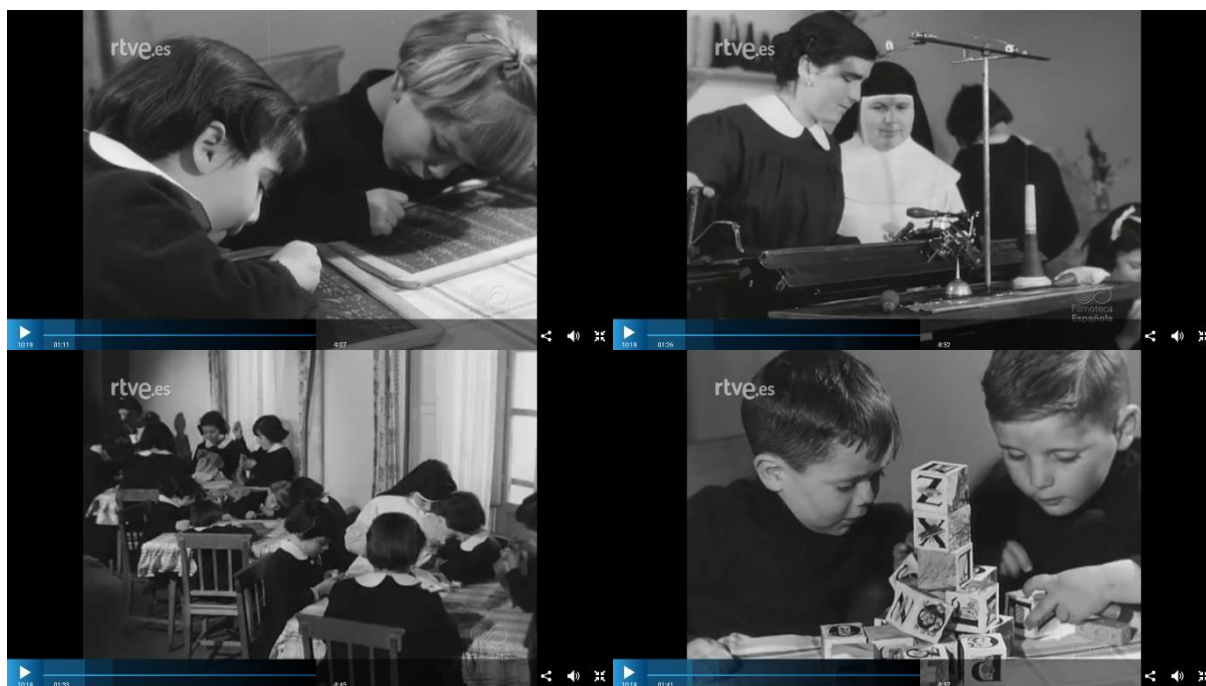 rtve.es
10:19 01:11 9:07
rtve.es
Filmoteca
Española
10:19 01:26 8:52
rtve.es
10:19 01:33 8:45
rtve.es
Z
X
10:19 01:41 8:37